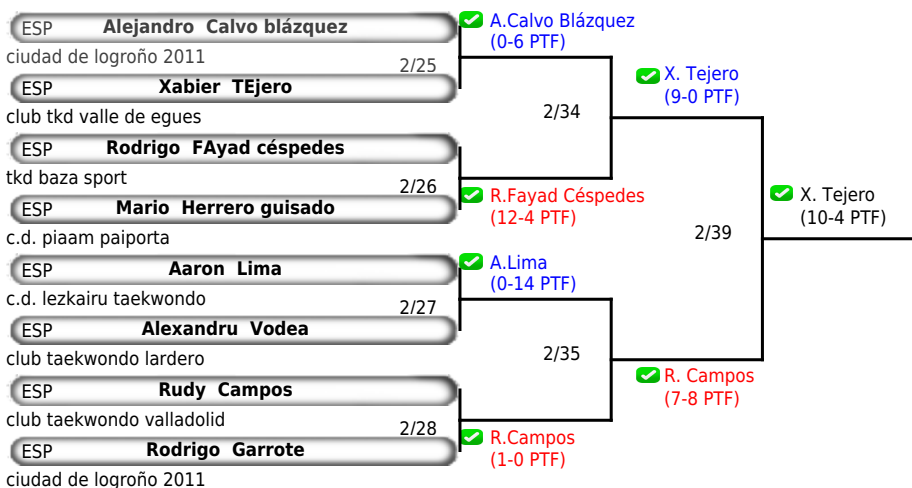 ESP Alejandro Calvo blázquez
ciudad de logroño 2011
2/25
ESP Xabier TEjero
club tkd valle de egues
ESP Rodrigo FAyad céspedes
tkd baza sport
2/26
ESP Mario Herrero guisado
c.d. piaam paiporta
ESP Aaron Lima
c.d. lezkairu taekwondo
2/27
ESP Alexandru Vodea
club taekwondo lardero
ESP Rudy Campos
club taekwondo valladolid
2/28
ESP Rodrigo Garrote
ciudad de logroño 2011
A.Calvo Blázquez
(0-6 PTF)
2/34
R.Fayad Céspedes
(12-4 PTF)
A.Lima
(0-14 PTF)
2/35
R.Campos
(1-0 PTF)
X. Tejero
(9-0 PTF)
2/39
R. Campos
(7-8 PTF)
X. Tejero
(10-4 PTF)